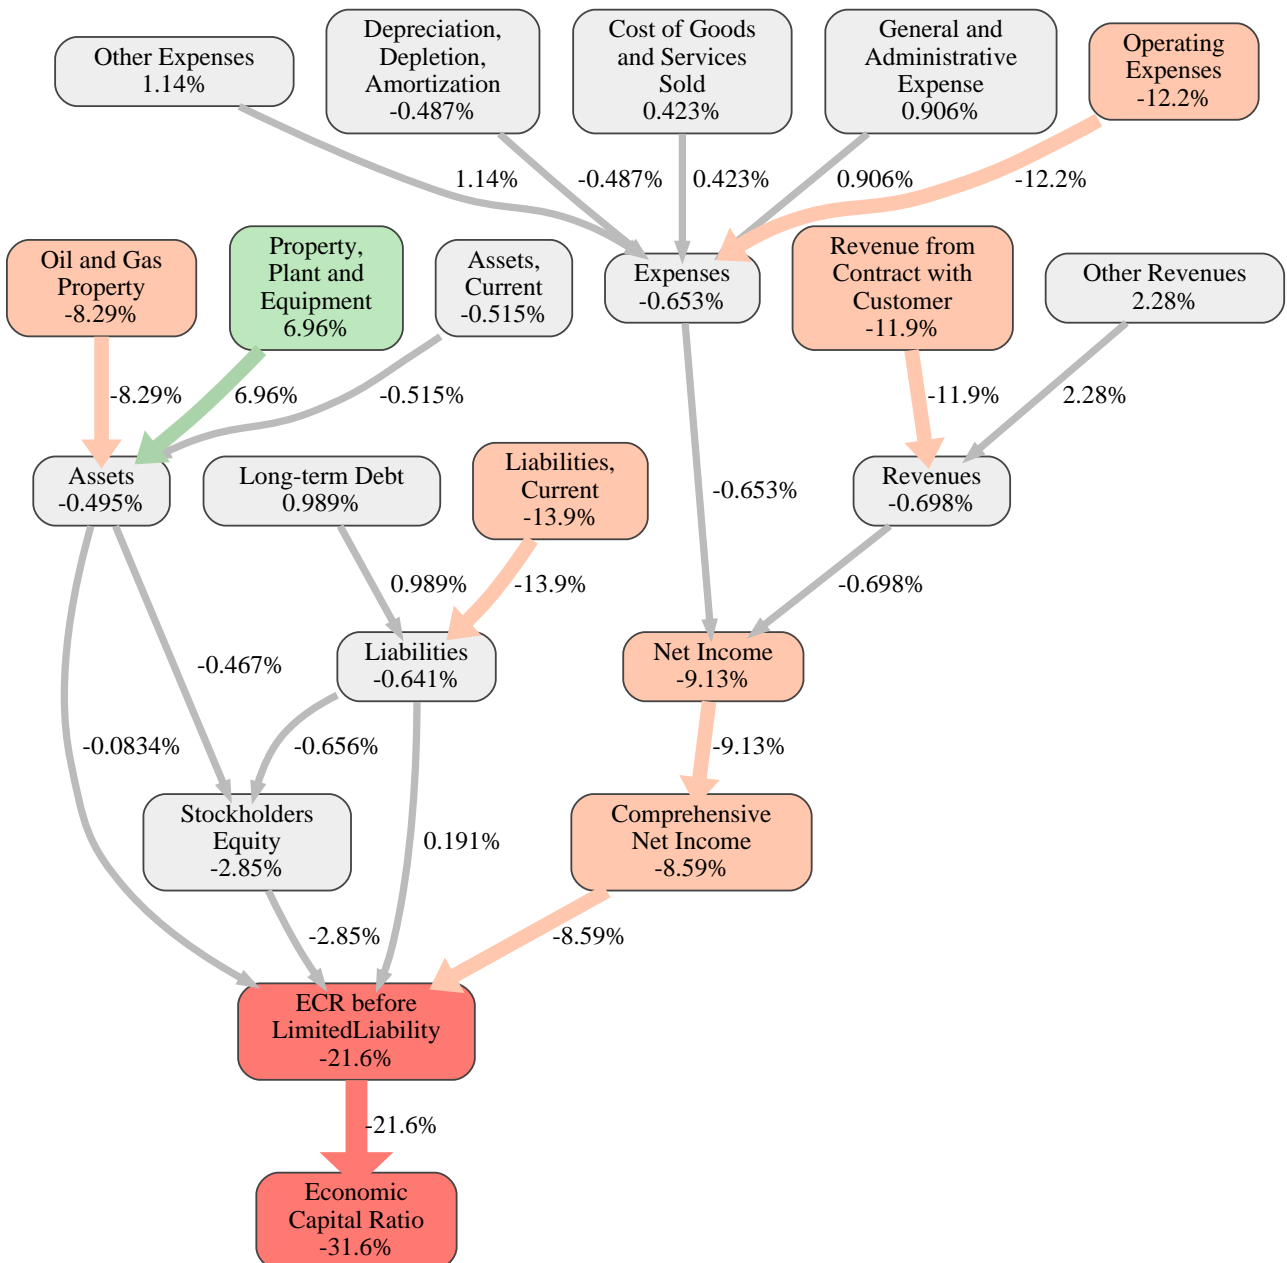 Other Expenses
1.14%
Depreciation,
Depletion,
Amortization
-0.487%
Cost of Goods
and Services
Sold
0.423%
General and
Administrative
Expense
0.906%
Operating
Expenses
-12.2%
1.14%
-0.487%
0.423%
0.906%
-12.2%
Oil and Gas
Property
-8.29%
Property,
Plant and
Equipment
6.96%
Assets,
Current
-0.515%
Expenses
-0.653%
Revenue from
Contract with
Customer
-11.9%
Other Revenues
2.28%
-8.29%
6.96%
-0.515%
-11.9%
2.28%
Assets
-0.495%
Long-term Debt
0.989%
Liabilities,
Current
-13.9%
-0.653%
Revenues
-0.698%
0.989%
-13.9%
-0.698%
-0.467%
Liabilities
-0.641%
Net Income
-9.13%
-0.0834%
-0.656%
-9.13%
Stockholders
Equity
-2.85%
0.191%
Comprehensive
Net Income
-8.59%
-2.85%
-8.59%
ECR before
LimitedLiability
-21.6%
-21.6%
Economic
Capital Ratio
-31.6%